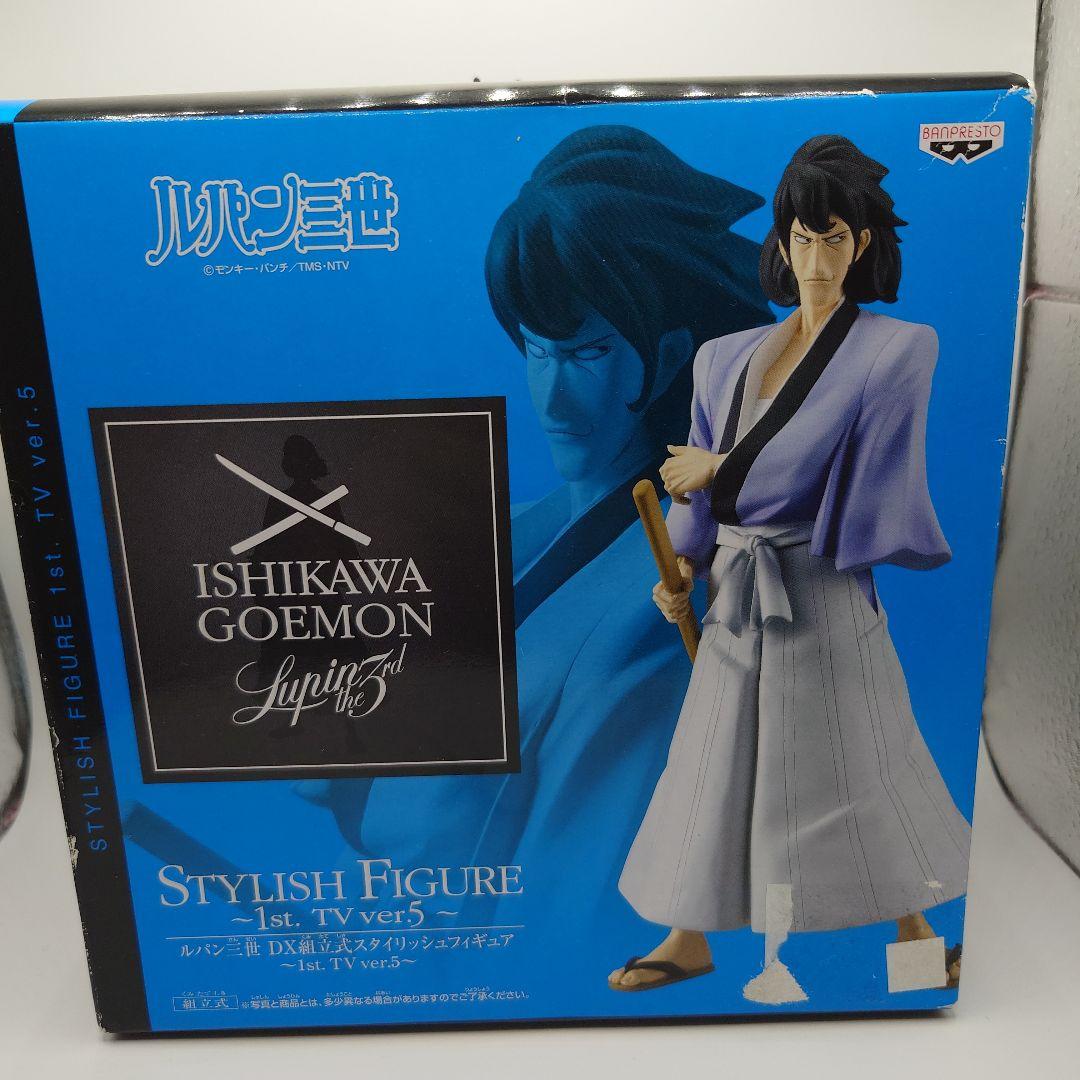 BANPRESTO
ルパン三世
©モンキー・パンチ/TMS・NTV
STYLISH FIGURE 1st. TV ver.5
ISHIKAWA
GOEMON
Lupin
the 3rd
STYLISH FIGURE
~1st. TV ver.5 ~
ルパン三世 DX組立式スタイリッシュフィギュア
~1st. TV ver.5~
組立式 ※写真と商品とは、多少異なる場合がありますのでご了承ください。